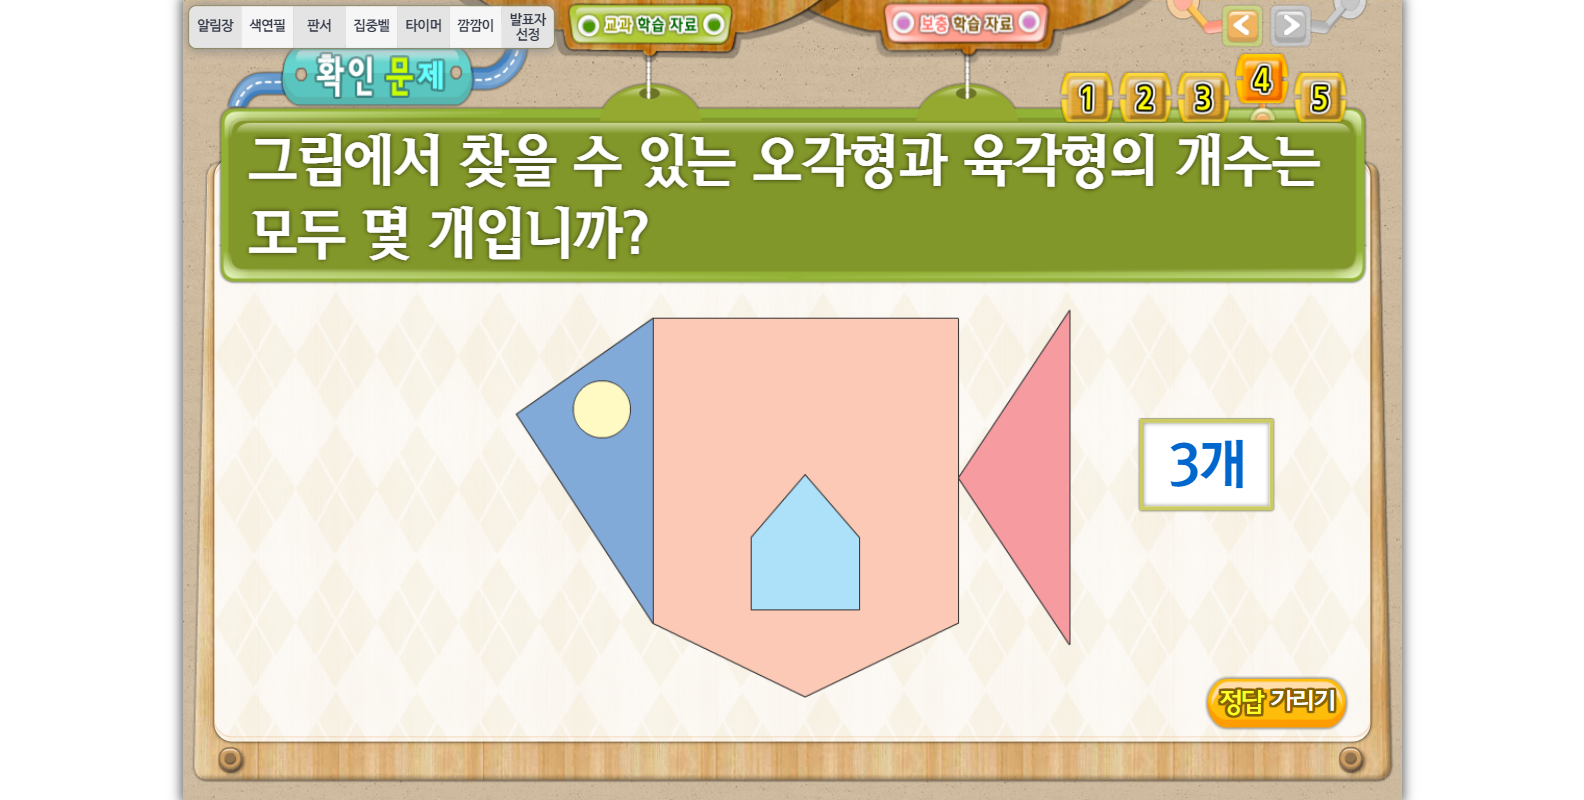 알림장 색연필 판서 집중벨 타이머 깜깜이 발표자 선정
교과 학습 자료 보충 학습 자료
확인 문제
1 2 3 4 5
그림에서 찾을 수 있는 오각형과 육각형의 개수는
모두 몇 개입니까?
3개
정답 가리기